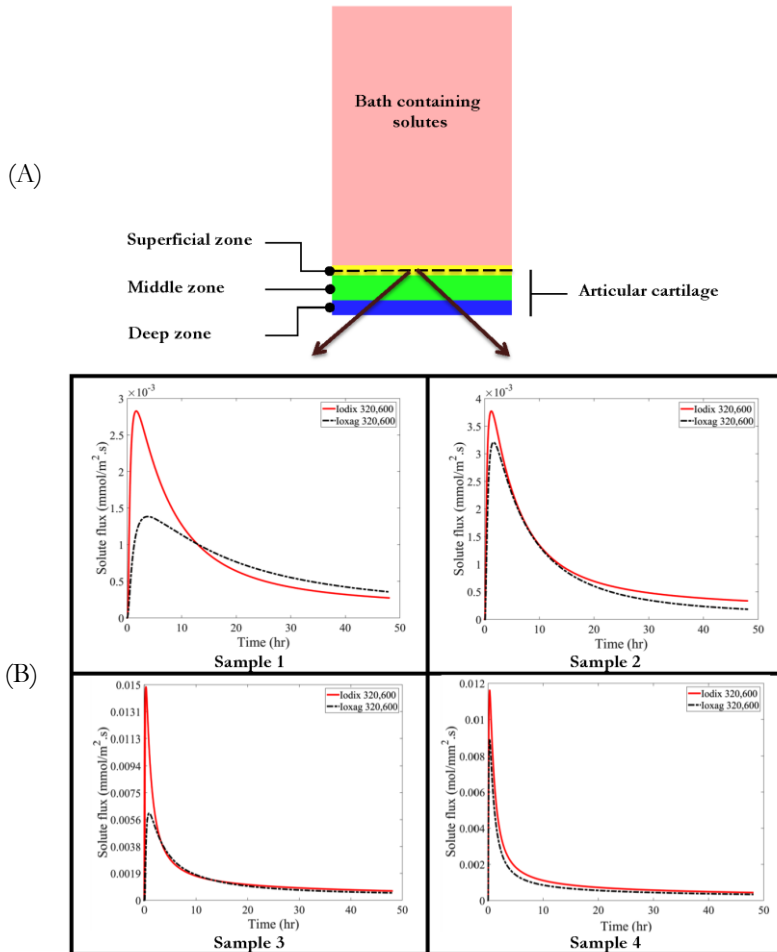 (A)
Bath containing
solutes
Superficial zone
Middle zone
Deep zone
Articular cartilage
(B)
×10⁻³
Solute flux (mmol/m².s)
3
2.5
2
1.5
1
0.5
0
0 10 20 30 40 50
Iodix 320,600
Ioxag 320,600
Time (hr)
Sample 1
×10⁻³
Solute flux (mmol/m².s)
4
3.5
3
2.5
2
1.5
1
0.5
0
0 10 20 30 40 50
Iodix 320,600
Ioxag 320,600
Time (hr)
Sample 2
Solute flux (mmol/m².s)
0.015
0.0131
0.0113
0.0094
0.0075
0.0056
0.0038
0.0019
0
0 10 20 30 40 50
Iodix 320,600
Ioxag 320,600
Time (hr)
Sample 3
Solute flux (mol/m².s)
0.012
0.01
0.008
0.006
0.004
0.002
0
0 10 20 30 40 50
Iodix 320,600
Ioxag 320,600
Time (hr)
Sample 4